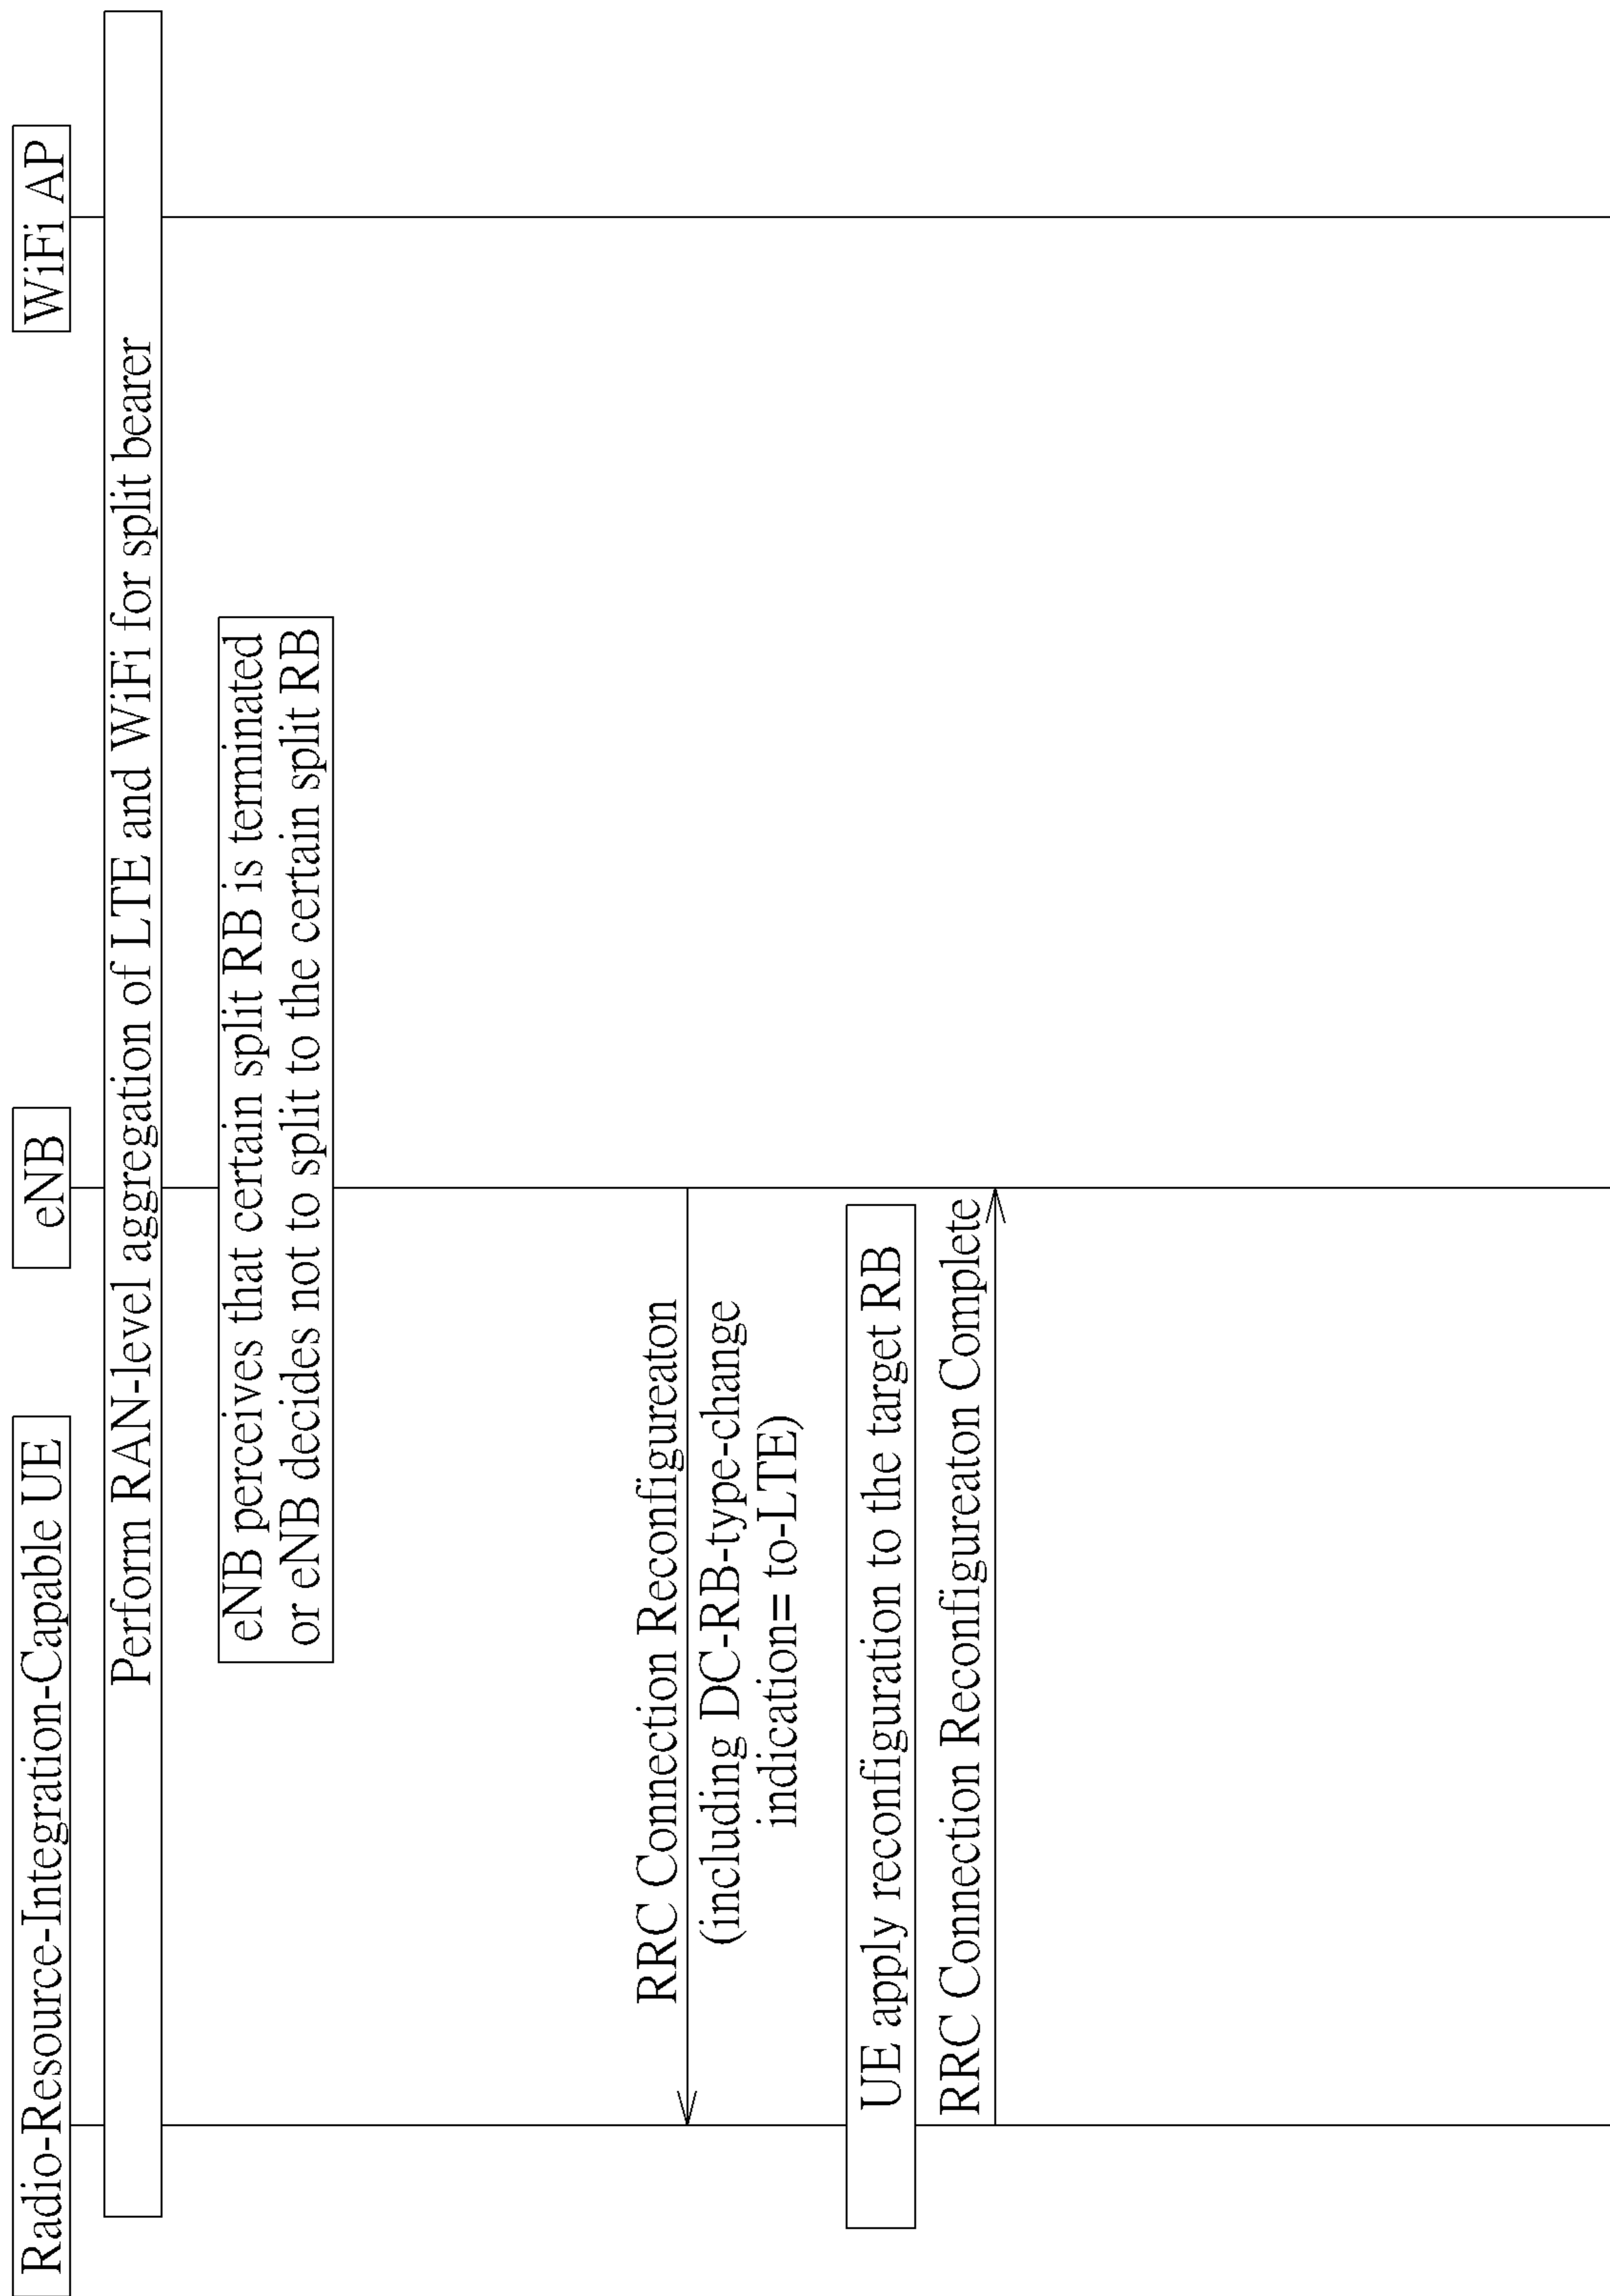 Radio-Resource-Integration-Capable UE
eNB
WiFi AP
Perform RAN-level aggregation of LTE and WiFi for split bearer
eNB perceives that certain split RB is terminated
or eNB decides not to split to the certain split RB
RRC Connection Reconfigureaton
(including DC-RB-type-change
indication= to-LTE)
UE apply reconfiguration to the target RB
RRC Connection Reconfigureaton Complete